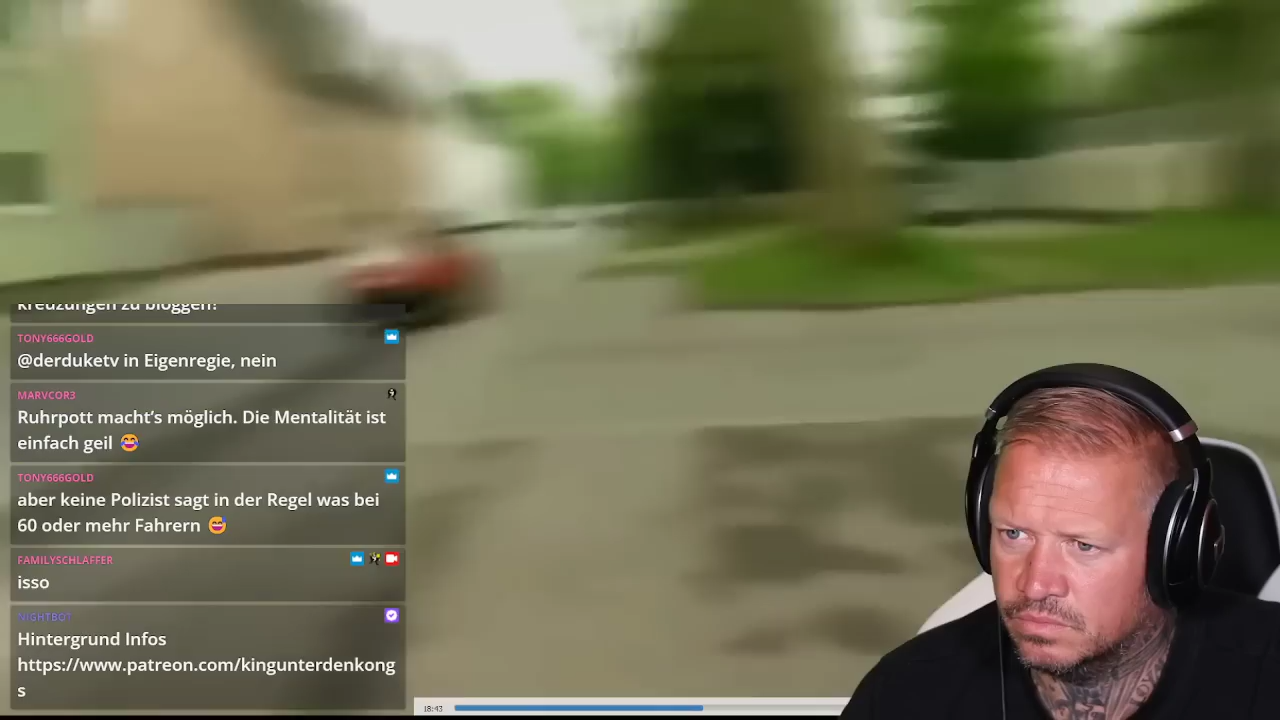 kreuzungen zu bloggen!
TONY666GOLD
@derduketv in Eigenregie, nein
MARVCOR3
Ruhrpott macht's möglich. Die Mentalität ist
einfach geil 😂
TONY666GOLD
aber keine Polizist sagt in der Regel was bei
60 oder mehr Fahrern 😅
FAMILYSCHLAFFER
isso
NIGHTBOT
Hintergrund Infos
https://www.patreon.com/kingunterdenkong
s
18:43